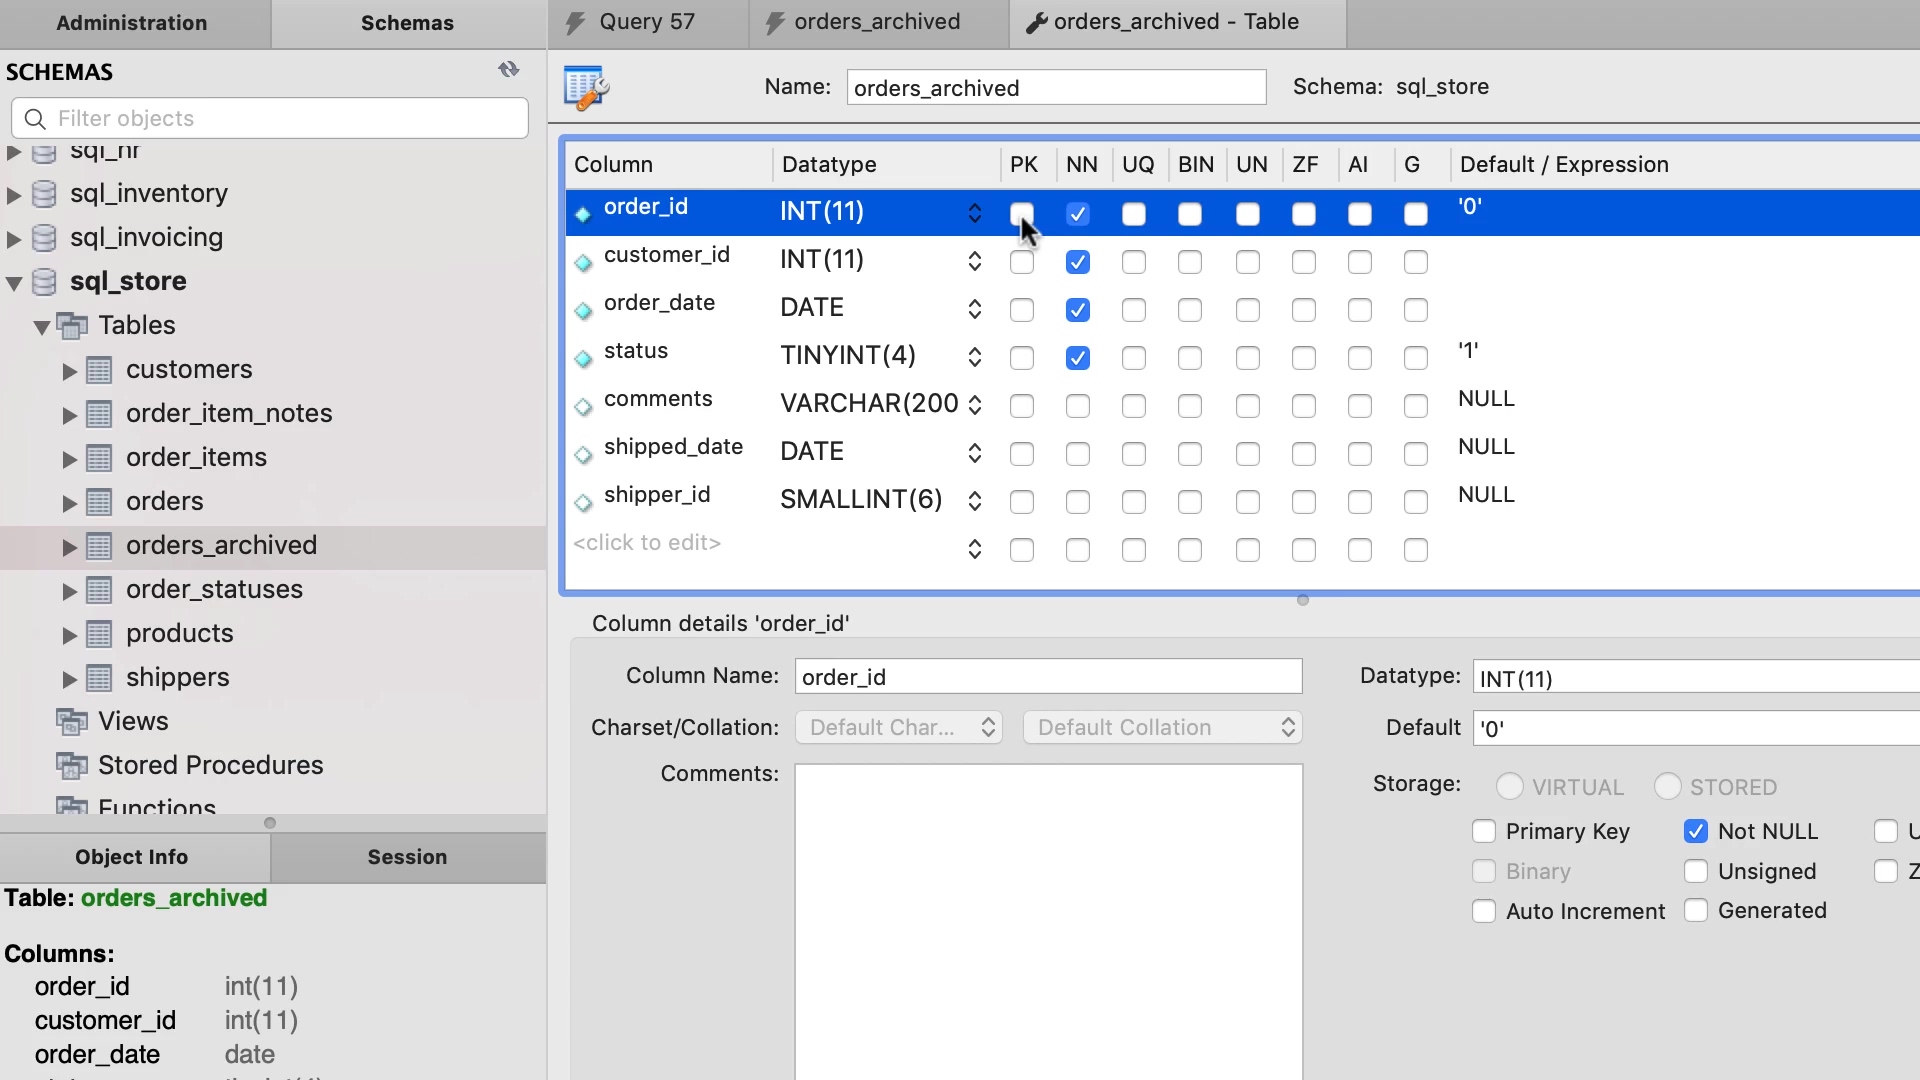 Administration
Schemas
Query 57
orders_archived
orders_archived - Table
SCHEMAS
Filter objects
sql_hr
sql_inventory
sql_invoicing
sql_store
Tables
customers
order_item_notes
order_items
orders
orders_archived
order_statuses
products
shippers
Views
Stored Procedures
Functions
Object Info
Session
Table: orders_archived
Columns:
order_id int(11)
customer_id int(11)
order_date date
Name: orders_archived
Schema: sql_store
Column Datatype PK NN UQ BIN UN ZF AI G Default / Expression
order_id INT(11) '0'
customer_id INT(11)
order_date DATE
status TINYINT(4) '1'
comments VARCHAR(200 NULL
shipped_date DATE NULL
shipper_id SMALLINT(6) NULL
<click to edit>
Column details 'order_id'
Column Name: order_id
Datatype: INT(11)
Charset/Collation: Default Char... Default Collation
Default '0'
Comments:
Storage: VIRTUAL STORED
Primary Key Not NULL U
Binary Unsigned Z
Auto Increment Generated